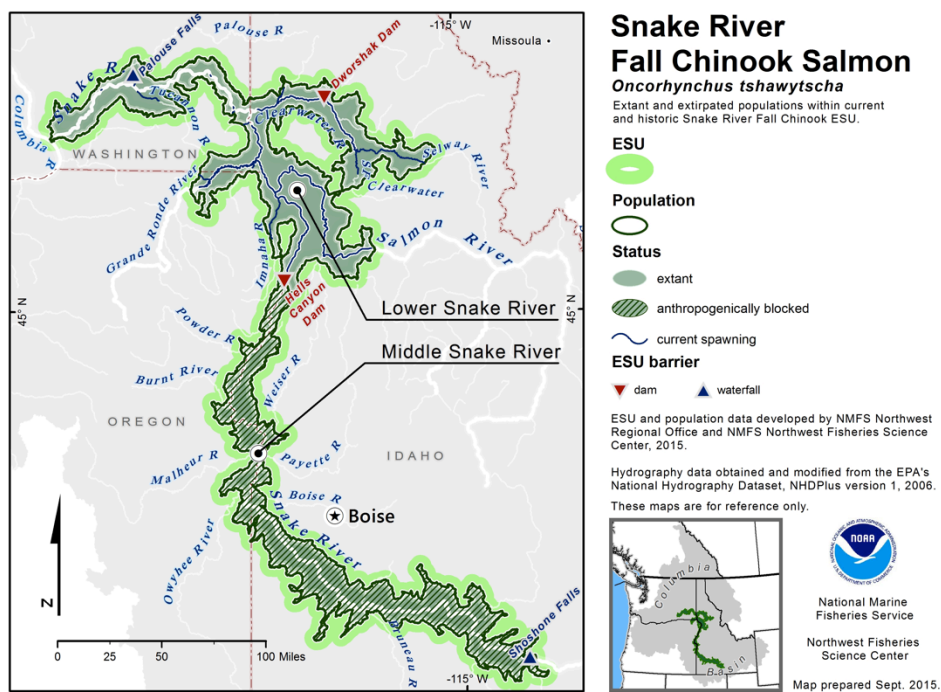 Snake River
Fall Chinook Salmon
Oncorhynchus tshawytscha
Extant and extirpated populations within current
and historic Snake River Fall Chinook ESU.
ESU
Population
Status
extant
anthropogenically blocked
current spawning
ESU barrier
dam
waterfall
ESU and population data developed by NMFS Northwest
Regional Office and NMFS Northwest Fisheries Science
Center, 2015.
Hydrography data obtained and modified from the EPA's
National Hydrography Dataset, NHDPlus version 1, 2006.
These maps are for reference only.
Columbia
Basin
NOAA
National Marine
Fisheries Service
Northwest Fisheries
Science Center
Map prepared Sept. 2015.
-115° W
Palouse R
Missoula
Palouse Falls
Dworshak Dam
Snake R
Tucannon R
Clearwater R
Columbia R
WASHINGTON
Selway River
Clearwater
Grande Ronde River
Imnaha R
Salmon River
Hells
Canyon
Dam
45° N
45° N
Lower Snake River
Middle Snake River
Powder R
Burnt River
Weiser R
OREGON
IDAHO
Malheur R
Payette R
Boise R
Boise
Snake River
Owyhee River
Bruneau R
Shoshone Falls
N
0
50
100 Miles
-115° W